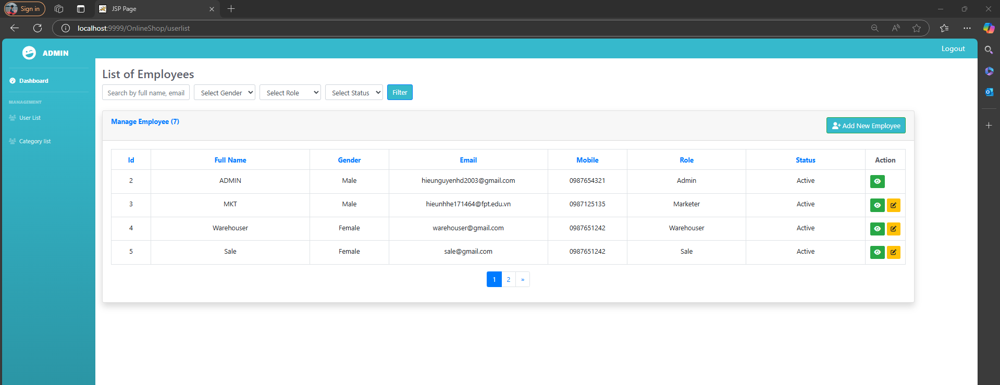 Sign in
JSP Page
localhost:9999/OnlineShop/userlist
ADMIN
Logout
Dashboard
MANAGEMENT
User List
Category list
List of Employees
Search by full name, email
Select Gender
Select Role
Select Status
Filter
Manage Employee (7)
Add New Employee
Id Full Name Gender Email Mobile Role Status Action
2 ADMIN Male hieunguyenhd2003@gmail.com 0987654321 Admin Active
3 MKT Male hieunhhe171464@fpt.edu.vn 0987125135 Marketer Active
4 Warehouser Female warehouser@gmail.com 0987651242 Warehouser Active
5 Sale Female sale@gmail.com 0987651242 Sale Active
1 2 »